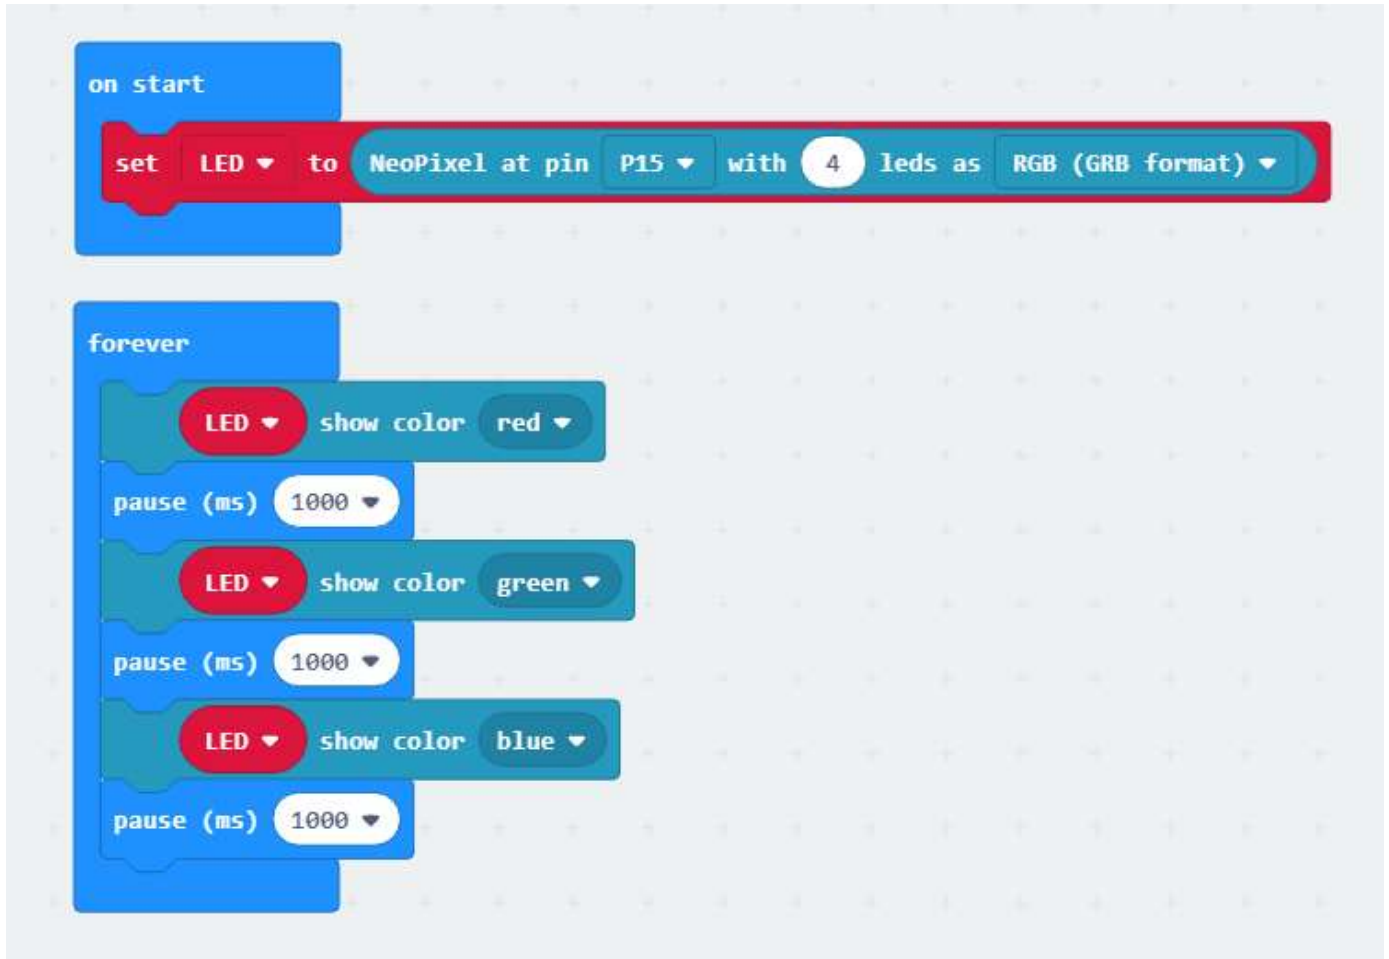 on start
set LED to NeoPixel at pin P15 with 4 leds as RGB (GRB format)
forever
LED show color red
pause (ms) 1000
LED show color green
pause (ms) 1000
LED show color blue
pause (ms) 1000